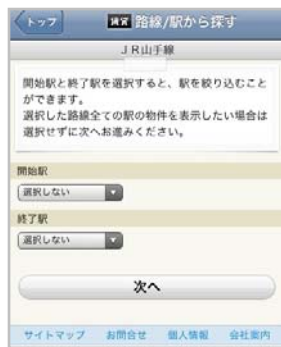 トップ
賃貸 路線/駅から探す
JR山手線
開始駅と終了駅を選択すると、駅を絞り込むこと
ができます。
選択した路線全ての駅の物件を表示したい場合は
選択せずに次へお進みください。
開始駅
選択しない
終了駅
選択しない
次へ
サイトマップ お問合せ 個人情報 会社案内